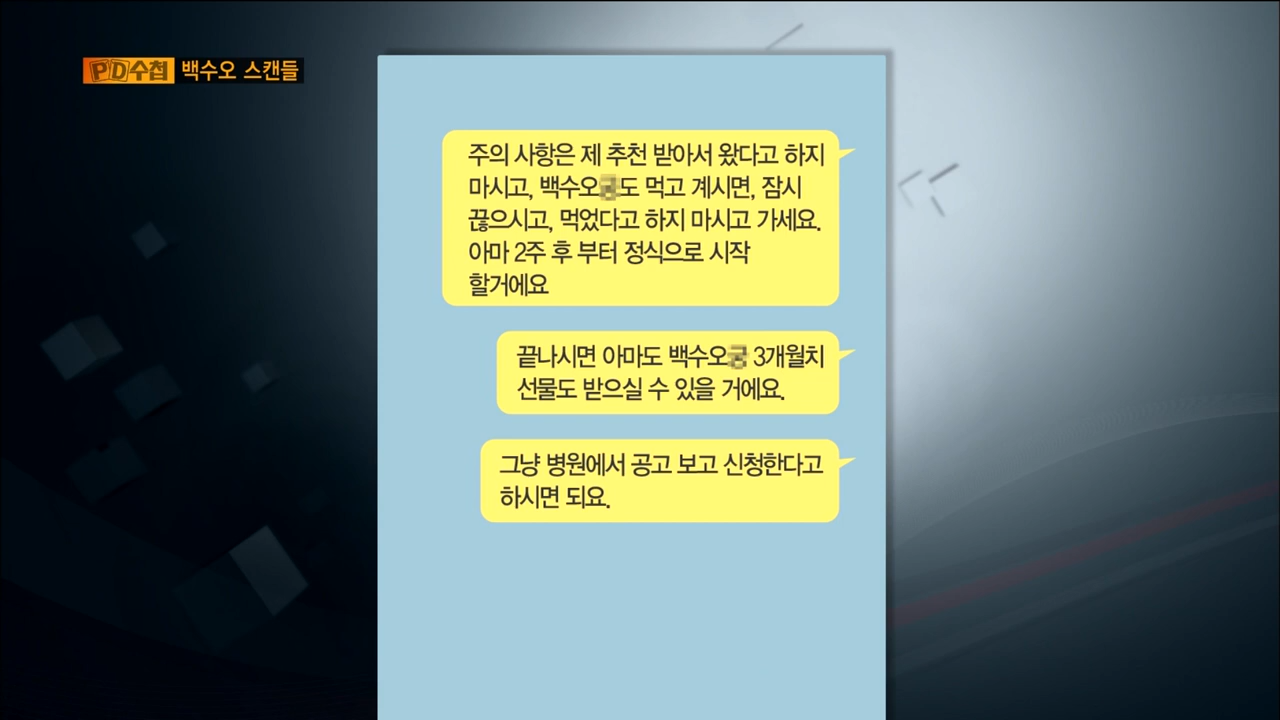 PD수첩 백수오 스캔들
주의 사항은 제 추천 받아서 왔다고 하지
마시고, 백수오도 먹고 계시면, 잠시
끊으시고, 먹었다고 하지 마시고 가세요.
아마 2주 후 부터 정식으로 시작
할거에요
끝나시면 아마도 백수오 3개월치
선물도 받으실 수 있을 거에요.
그냥 병원에서 공고 보고 신청한다고
하시면 되요.